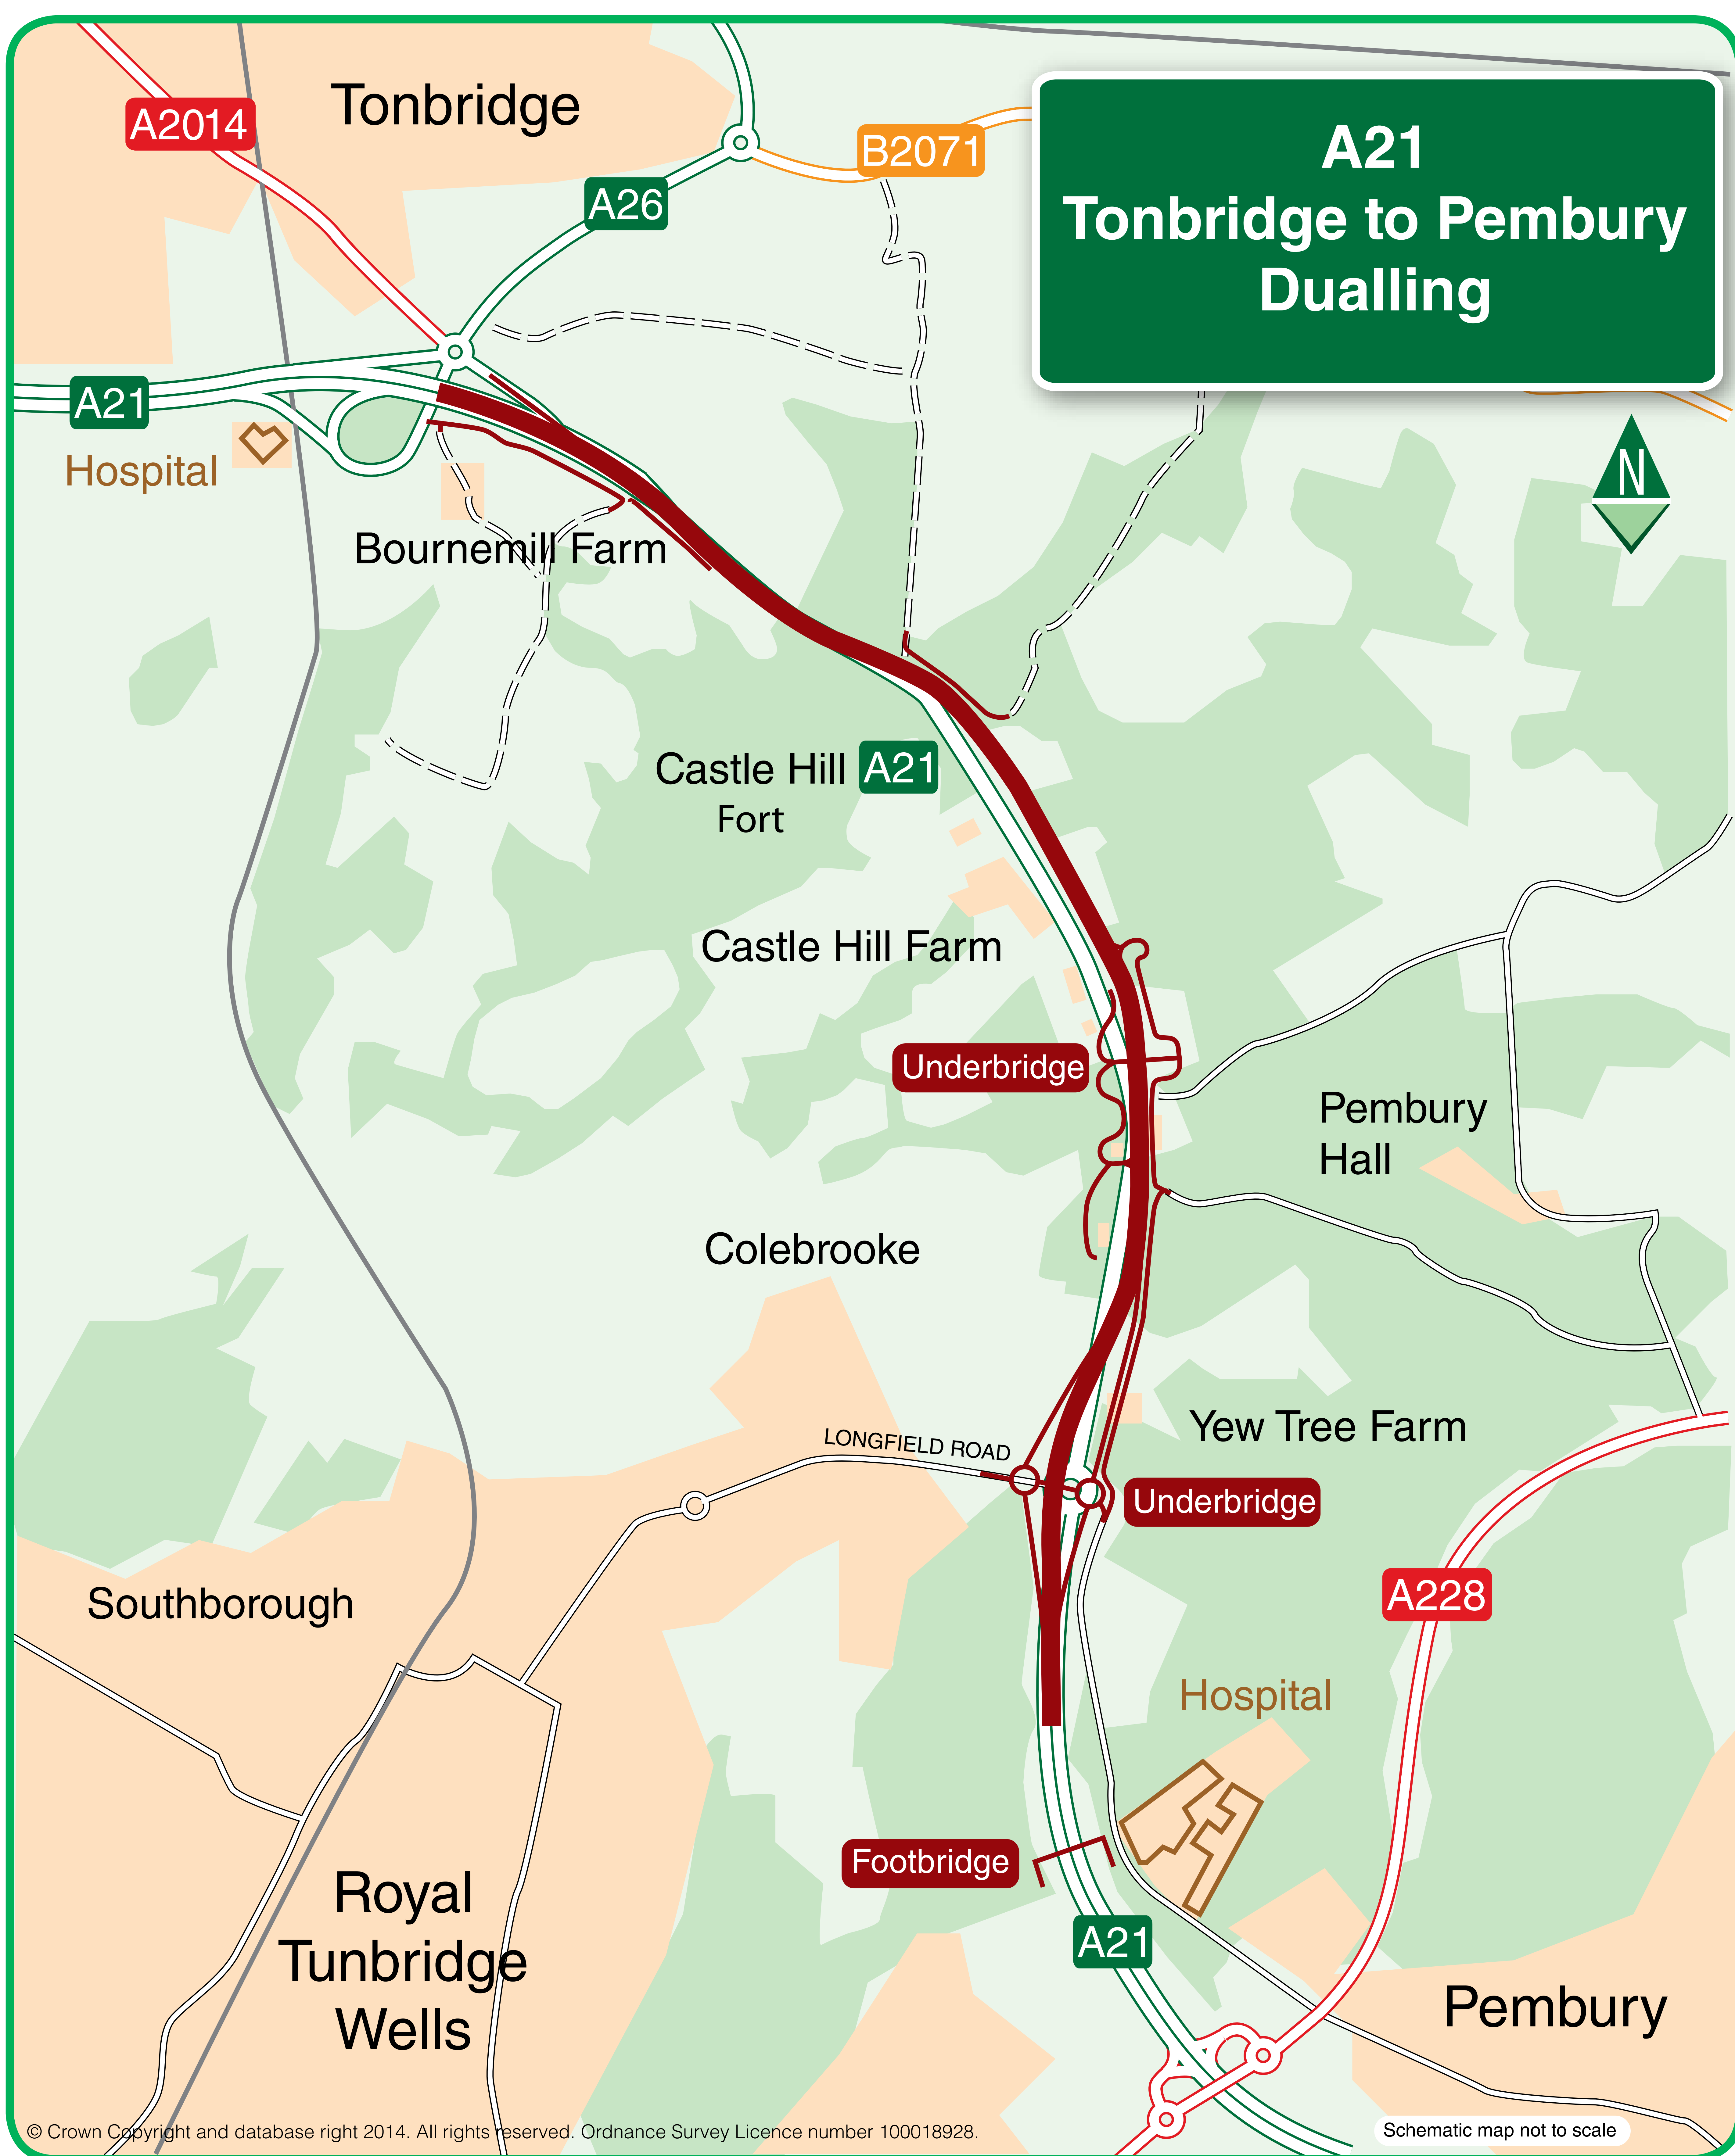 A21
Tonbridge to Pembury
Dualling
Tonbridge
A2014
B2071
A26
A21
Hospital
N
Bournemill Farm
Castle Hill
Fort
A21
Castle Hill Farm
Underbridge
Pembury
Hall
Colebrooke
Yew Tree Farm
LONGFIELD ROAD
Underbridge
Southborough
A228
Hospital
Footbridge
Royal
Tunbridge
Wells
A21
Pembury
© Crown Copyright and database right 2014. All rights reserved. Ordnance Survey Licence number 100018928.
Schematic map not to scale